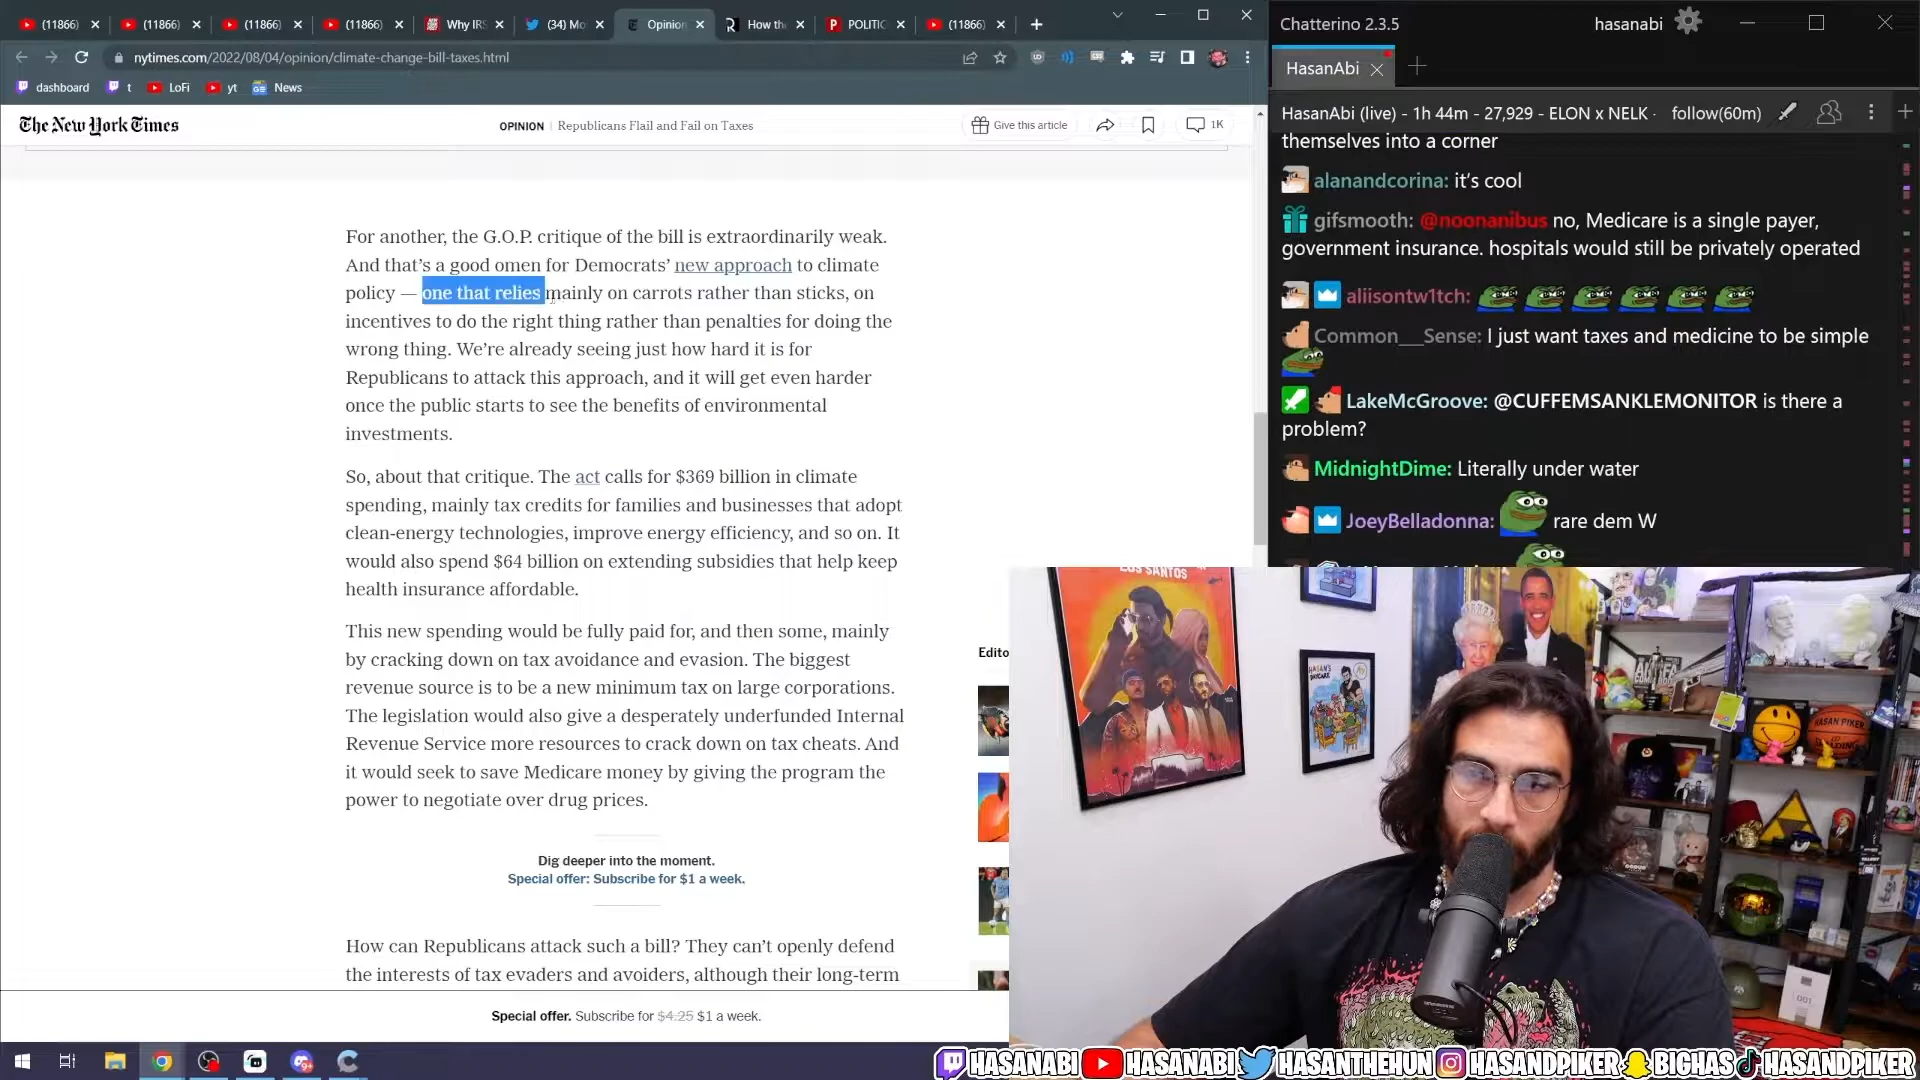 (11866)
(11866)
(11866)
(11866)
Why IRS
(34) Mo
Opinion
How the
POLITIC
(11866)
nytimes.com/2022/08/04/opinion/climate-change-bill-taxes.html
dashboard
t
LoFi
yt
News
The New York Times
OPINION | Republicans Flail and Fail on Taxes
Give this article
1K
For another, the G.O.P. critique of the bill is extraordinarily weak.
And that's a good omen for Democrats' new approach to climate
policy — one that relies mainly on carrots rather than sticks, on
incentives to do the right thing rather than penalties for doing the
wrong thing. We're already seeing just how hard it is for
Republicans to attack this approach, and it will get even harder
once the public starts to see the benefits of environmental
investments.
So, about that critique. The act calls for $369 billion in climate
spending, mainly tax credits for families and businesses that adopt
clean-energy technologies, improve energy efficiency, and so on. It
would also spend $64 billion on extending subsidies that help keep
health insurance affordable.
This new spending would be fully paid for, and then some, mainly
by cracking down on tax avoidance and evasion. The biggest
revenue source is to be a new minimum tax on large corporations.
The legislation would also give a desperately underfunded Internal
Revenue Service more resources to crack down on tax cheats. And
it would seek to save Medicare money by giving the program the
power to negotiate over drug prices.
Dig deeper into the moment.
Special offer: Subscribe for $1 a week.
How can Republicans attack such a bill? They can't openly defend
the interests of tax evaders and avoiders, although their long-term
Edito
Special offer. Subscribe for $4.25 $1 a week.
Chatterino 2.3.5
hasanabi
HasanAbi
HasanAbi (live) - 1h 44m - 27,929 - ELON x NELK ·
follow(60m)
themselves into a corner
alanandcorina: it's cool
gifsmooth: @noonanibus no, Medicare is a single payer,
government insurance. hospitals would still be privately operated
aliisontw1tch:
Common___Sense: I just want taxes and medicine to be simple
LakeMcGroove: @CUFFEMSANKLEMONITOR is there a
problem?
MidnightDime: Literally under water
JoeyBelladonna: rare dem W
LOS SANTOS
HASAN PIKER
SPALDING
001
HASANABI
HASANABI
HASANTHEHUN
HASANDPIKER
BIGHAS
HASANDPIKER